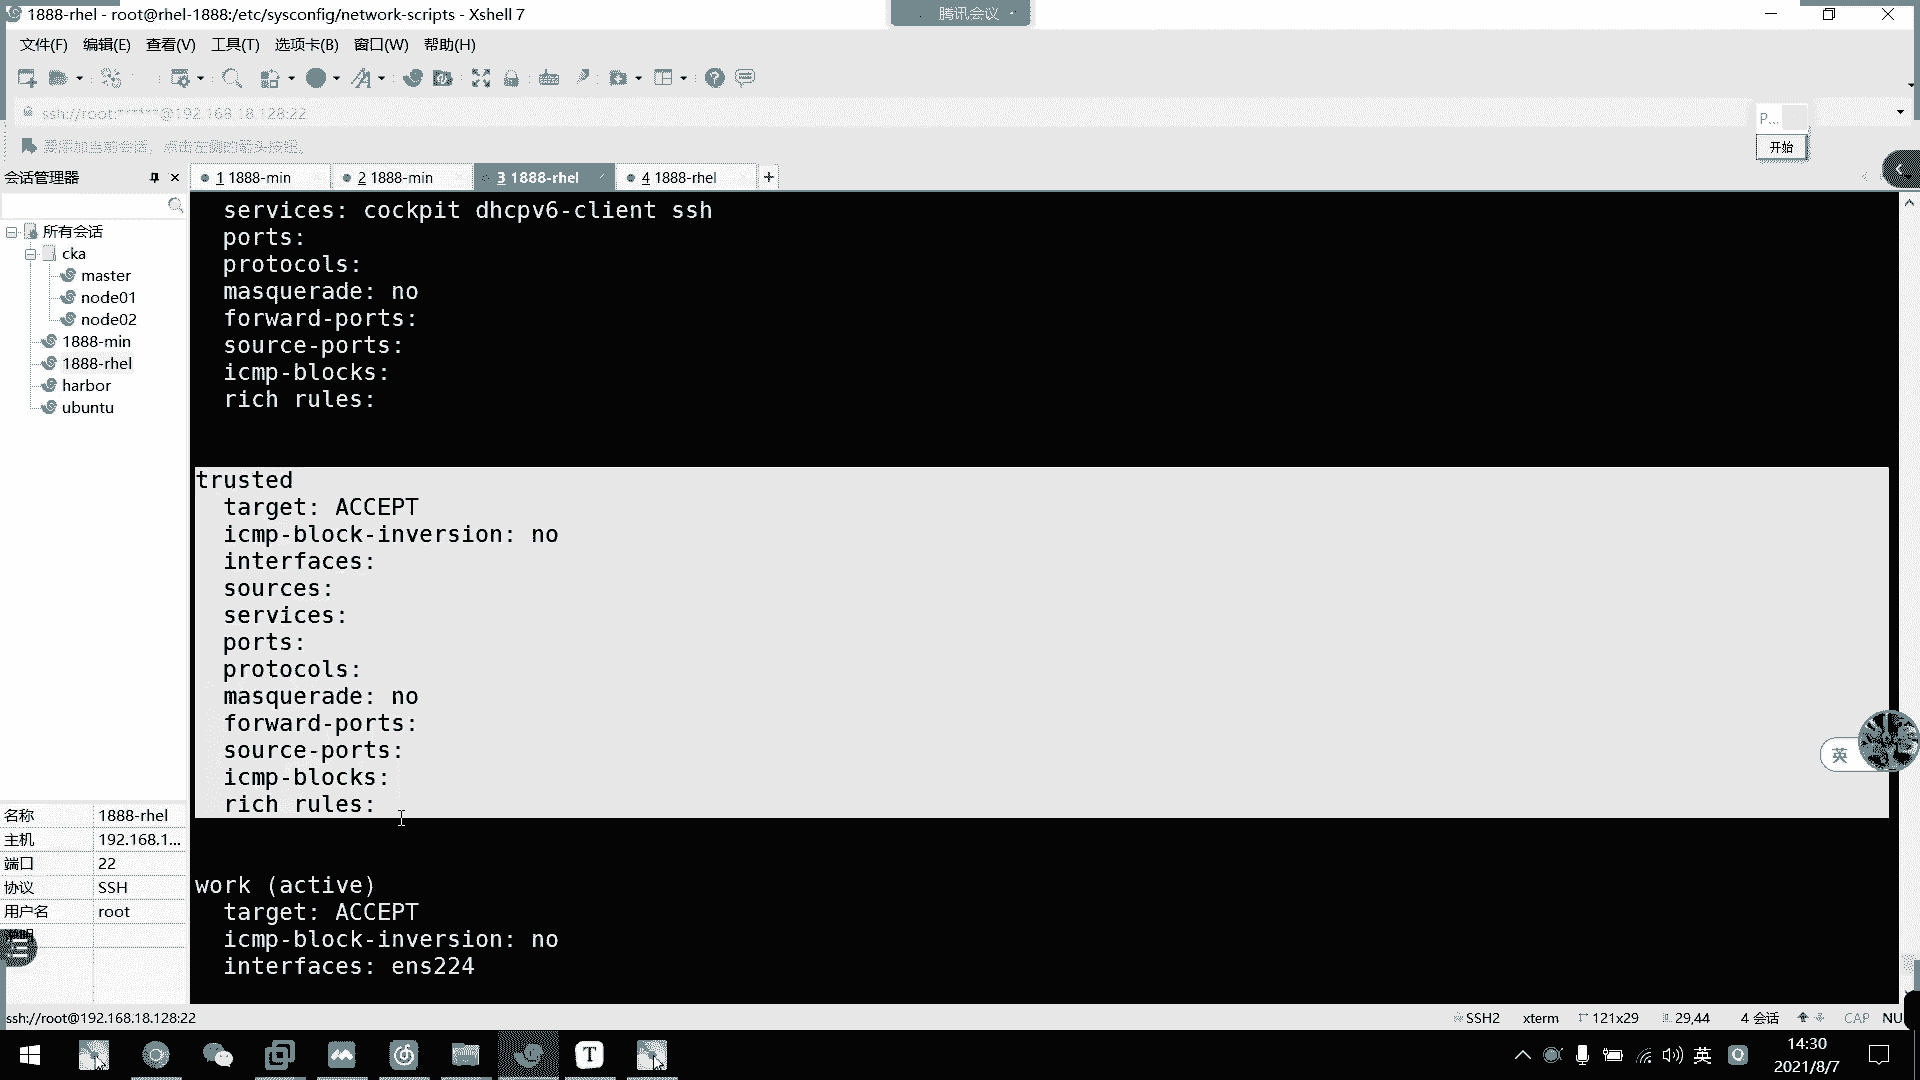 1888-rhel - root@rhel-1888:/etc/sysconfig/network-scripts - Xshell 7
腾讯会议
文件(F) 编辑(E) 查看(V) 工具(T) 选项卡(B) 窗口(W) 帮助(H)
ssh://root:******@192.168.18.128:22
要添加当前会话，点击左侧的箭头按钮。
P...
开始
会话管理器
1 1888-min
2 1888-min
3 1888-rhel
4 1888-rhel
+
所有会话
cka
master
node01
node02
1888-min
1888-rhel
harbor
ubuntu
services: cockpit dhcpv6-client ssh
ports:
protocols:
masquerade: no
forward-ports:
source-ports:
icmp-blocks:
rich rules:
trusted
target: ACCEPT
icmp-block-inversion: no
interfaces:
sources:
services:
ports:
protocols:
masquerade: no
forward-ports:
source-ports:
icmp-blocks:
rich rules:
work (active)
target: ACCEPT
icmp-block-inversion: no
interfaces: ens224
名称 1888-rhel
主机 192.168.1...
端口 22
协议 SSH
用户名 root
英
ssh://root@192.168.18.128:22
SSH2 xterm 121x29 29,44 4 会话 CAP NU
T
英
14:30
2021/8/7